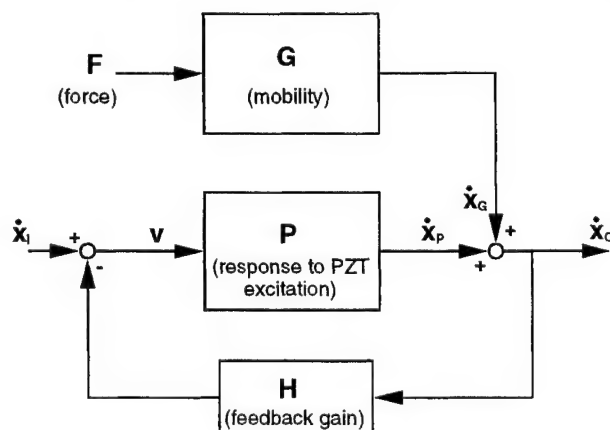 F
(force)
G
(mobility)
ẋG
ẋI
+
-
v
P
(response to PZT
excitation)
ẋP
+
+
ẋO
H
(feedback gain)